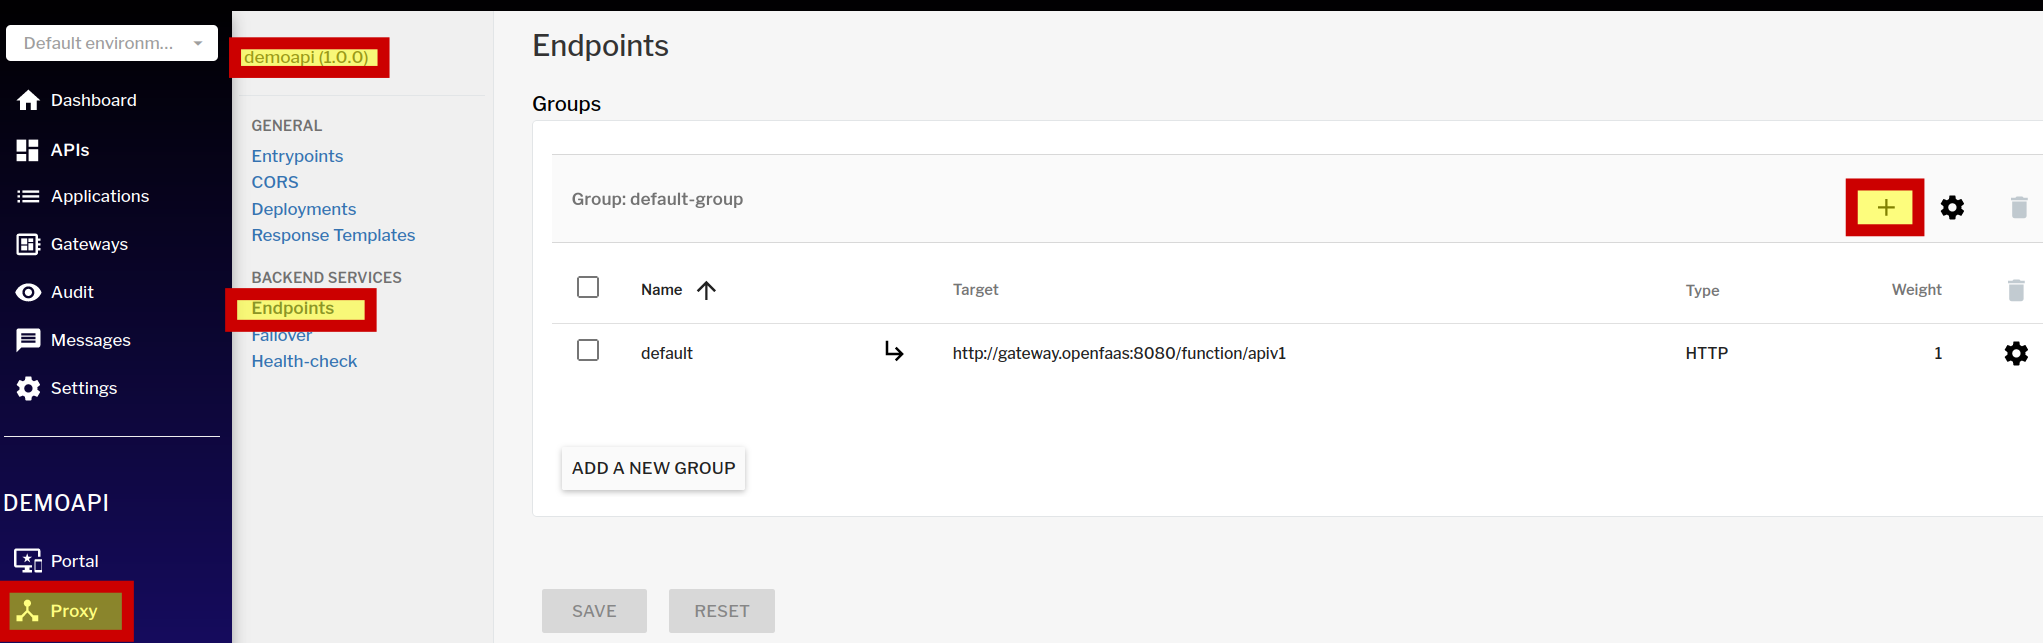 Default environm...
Dashboard
APIs
Applications
Gateways
Audit
Messages
Settings
DEMOAPI
Portal
Proxy
demoapi (1.0.0)
GENERAL
Entrypoints
CORS
Deployments
Response Templates
BACKEND SERVICES
Endpoints
Failover
Health-check
Endpoints
Groups
Group: default-group
Name Target Type Weight
default http://gateway.openfaas:8080/function/apiv1 HTTP 1
ADD A NEW GROUP
SAVE RESET